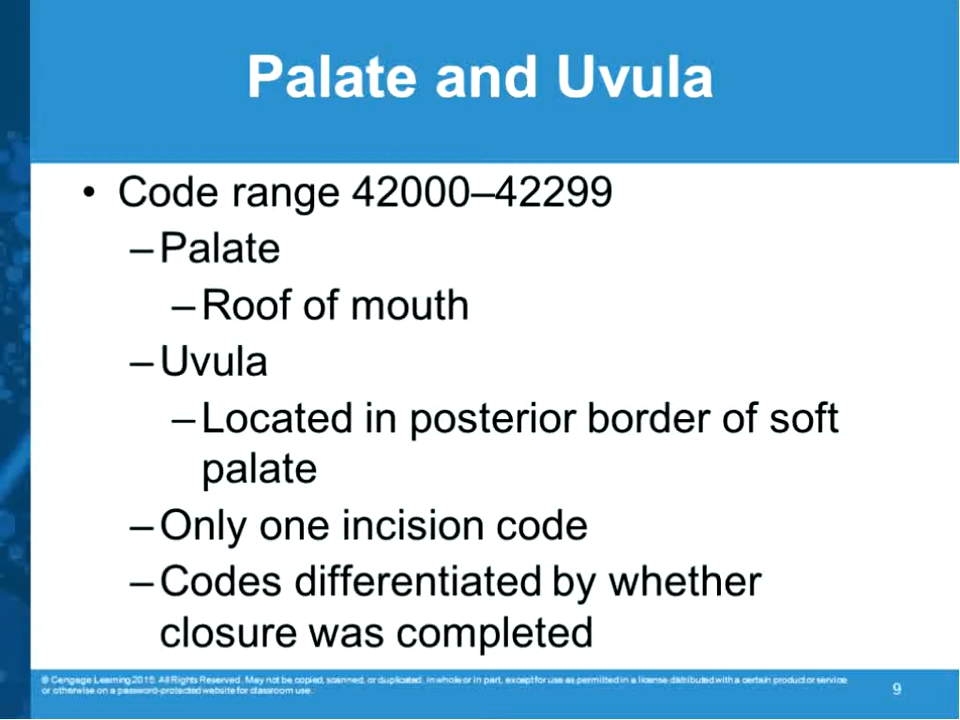 Palate and Uvula
• Code range 42000–42299
–Palate
–Roof of mouth
–Uvula
–Located in posterior border of soft
palate
–Only one incision code
–Codes differentiated by whether
closure was completed
© Cengage Learning 2015. All Rights Reserved. May not be copied, scanned, or duplicated, in whole or in part, except for use as permitted in a license distributed with a certain product or service
or otherwise on a password-protected website for classroom use.
9